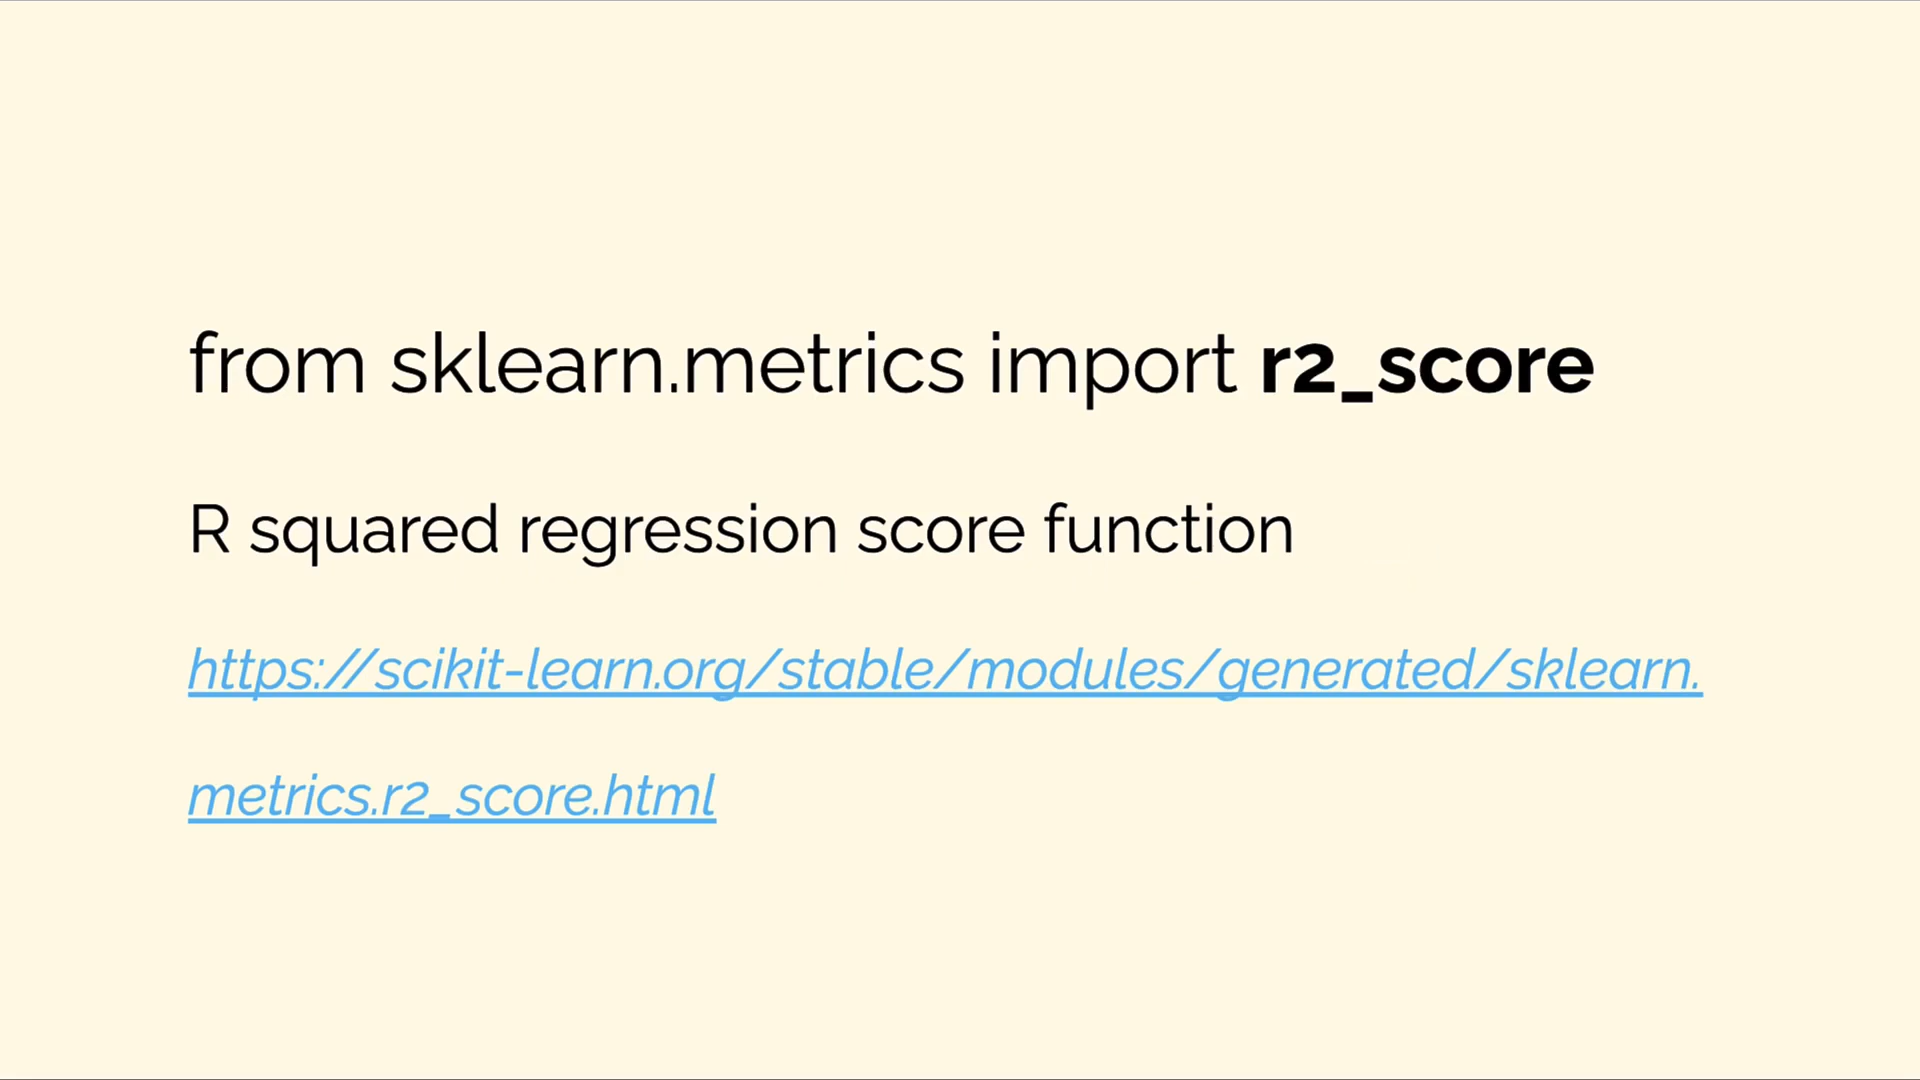 from sklearn.metrics import r2_score
R squared regression score function
https://scikit-learn.org/stable/modules/generated/sklearn.
metrics.r2_score.html